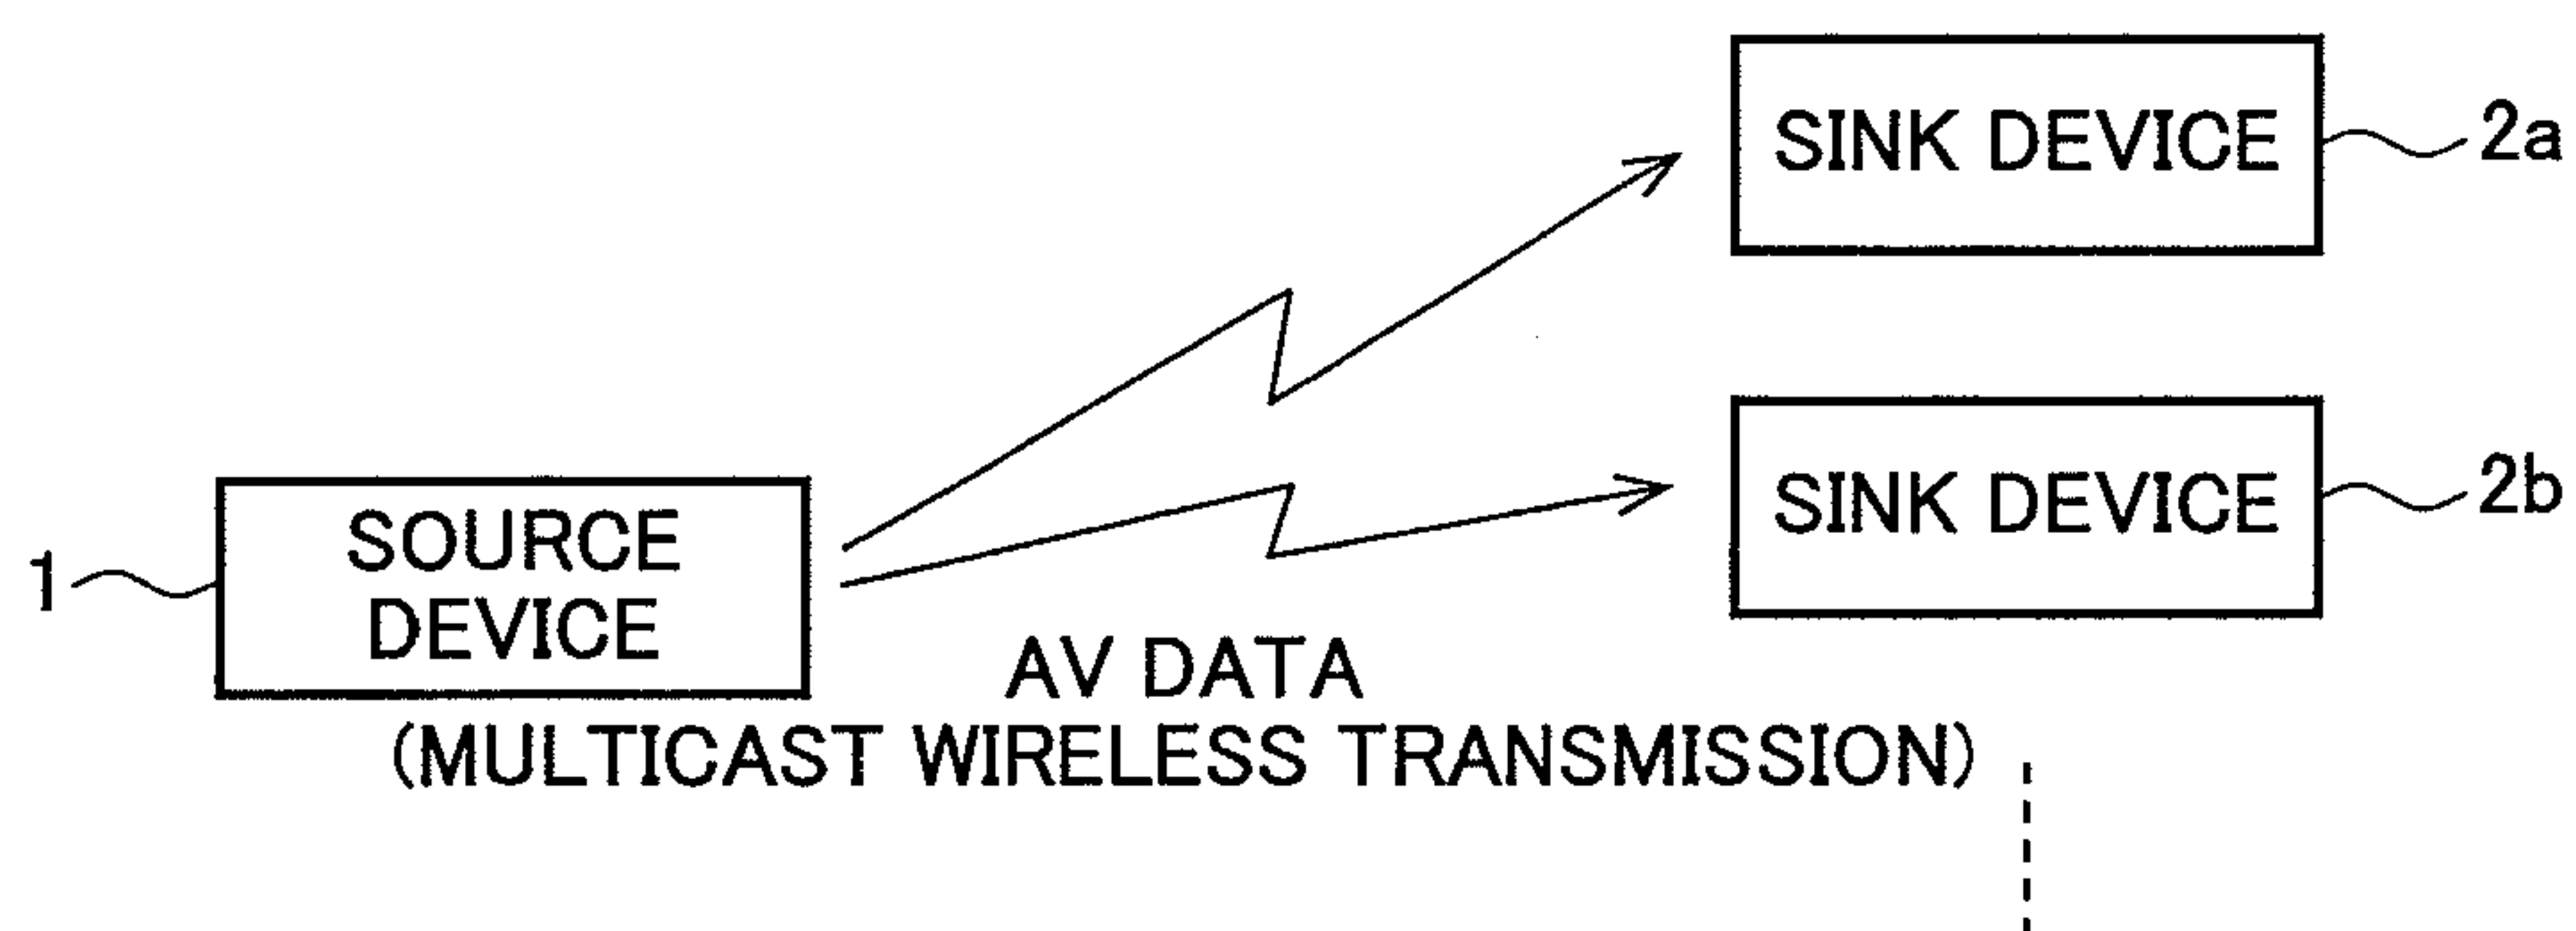 SINK DEVICE 2a
SINK DEVICE 2b
1 SOURCE
DEVICE
AV DATA
(MULTICAST WIRELESS TRANSMISSION)